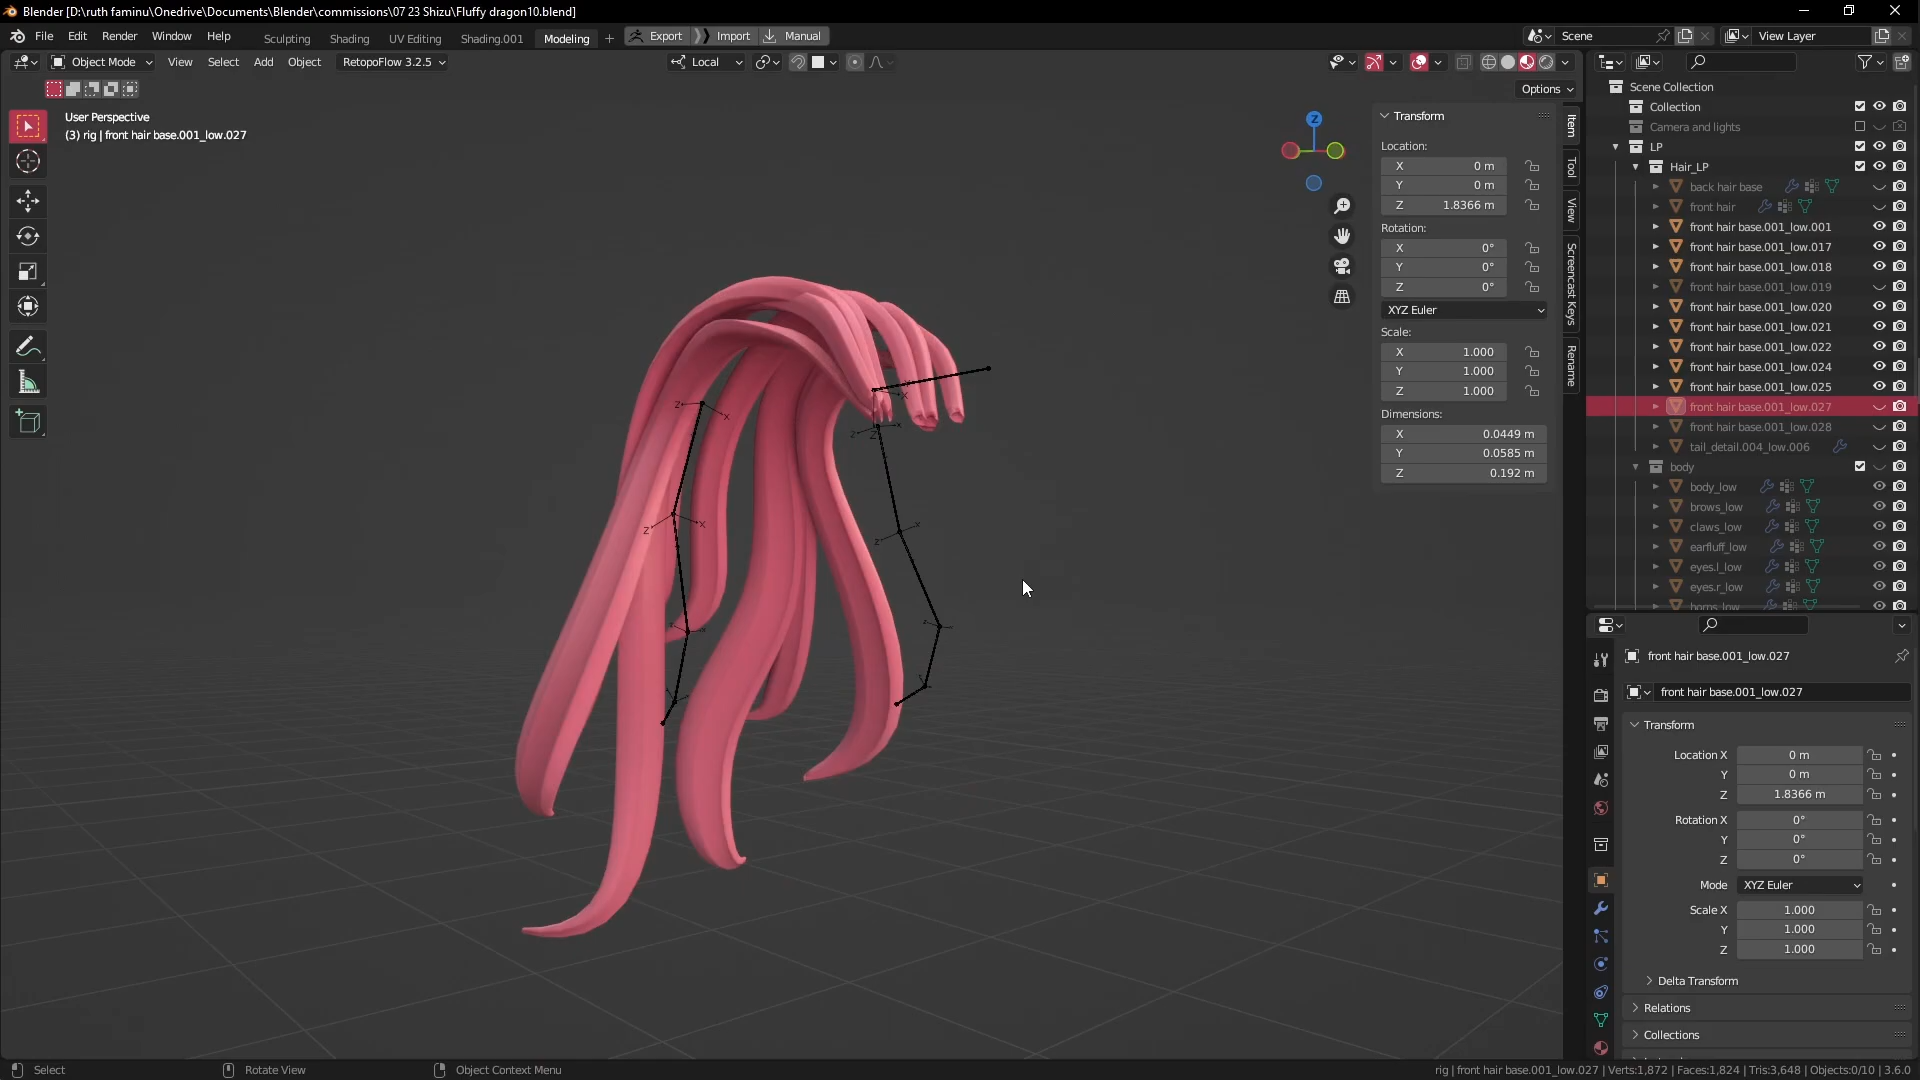 Blender [D:\ruth faminu\Onedrive\Documents\Blender\commissions\07 23 Shizu\Fluffy dragon10.blend]
File Edit Render Window Help Sculpting Shading UV Editing Shading.001 Modeling Export Import Manual Scene View Layer
Object Mode View Select Add Object RetopoFlow 3.2.5 Local
Options
User Perspective
(3) rig | front hair base.001_low.027
Z
Transform
Location:
X 0 m
Y 0 m
Z 1.8366 m
Rotation:
X 0°
Y 0°
Z 0°
XYZ Euler
Scale:
X 1.000
Y 1.000
Z 1.000
Dimensions:
X 0.0449 m
Y 0.0585 m
Z 0.192 m
Item
Tool
View
Screencast Keys
Rename
Scene Collection
Collection
Camera and lights
LP
Hair_LP
back hair base
front hair
front hair base.001_low.001
front hair base.001_low.017
front hair base.001_low.018
front hair base.001_low.019
front hair base.001_low.020
front hair base.001_low.021
front hair base.001_low.022
front hair base.001_low.024
front hair base.001_low.025
front hair base.001_low.027
front hair base.001_low.028
tail_detail.004_low.006
body
body_low
brows_low
claws_low
earfluff_low
eyes.l_low
eyes.r_low
horns_low
front hair base.001_low.027
front hair base.001_low.027
Transform
Location X 0 m
Y 0 m
Z 1.8366 m
Rotation X 0°
Y 0°
Z 0°
Mode XYZ Euler
Scale X 1.000
Y 1.000
Z 1.000
Delta Transform
Relations
Collections
Select Rotate View Object Context Menu
rig | front hair base.001_low.027 | Verts:1,872 | Faces:1,824 | Tris:3,648 | Objects:0/10 | 3.6.0